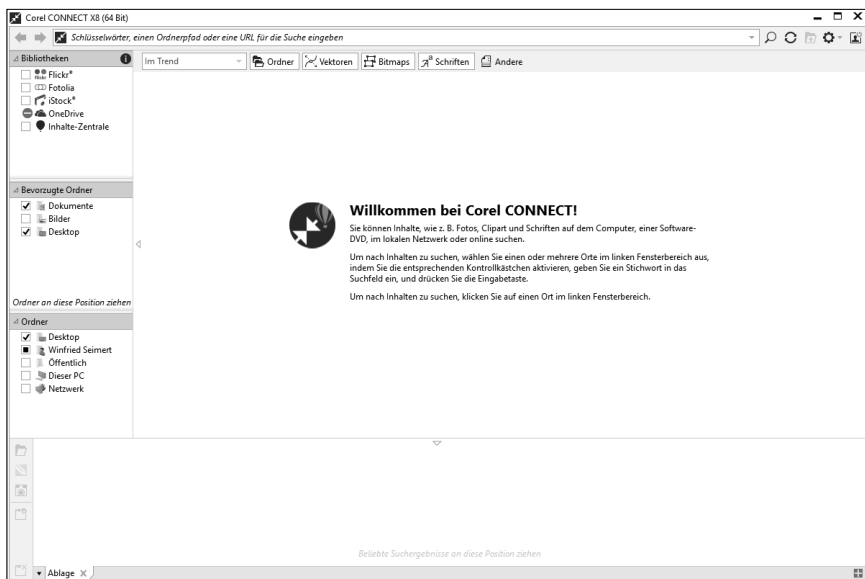 Corel CONNECT X8 (64 Bit)
Schlüsselwörter, einen Ordnerpfad oder eine URL für die Suche eingeben
Bibliotheken
Im Trend
Ordner
Vektoren
Bitmaps
Schriften
Andere
Flickr®
Fotolia
iStock®
OneDrive
Inhalte-Zentrale
Bevorzugte Ordner
Dokumente
Bilder
Desktop
Ordner an diese Position ziehen
Ordner
Desktop
Winfried Seimert
Öffentlich
Dieser PC
Netzwerk
Willkommen bei Corel CONNECT!
Sie können Inhalte, wie z. B. Fotos, Clipart und Schriften auf dem Computer, einer Software-
DVD, im lokalen Netzwerk oder online suchen.
Um nach Inhalten zu suchen, wählen Sie einen oder mehrere Orte im linken Fensterbereich aus,
indem Sie die entsprechenden Kontrollkästchen aktivieren, geben Sie ein Stichwort in das
Suchfeld ein, und drücken Sie die Eingabetaste.
Um nach Inhalten zu suchen, klicken Sie auf einen Ort im linken Fensterbereich.
Beliebte Suchergebnisse an diese Position ziehen
Ablage